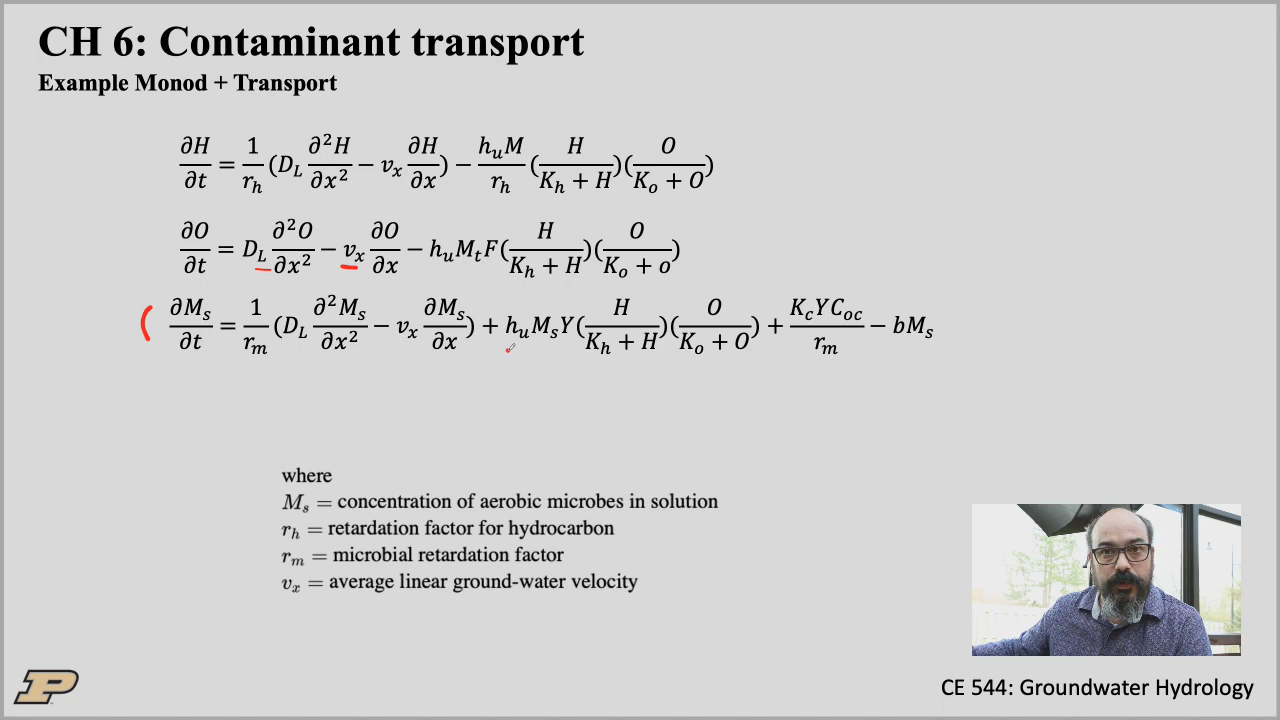 CH 6: Contaminant transport
Example Monod + Transport
∂H/∂t = 1/r_h (D_L ∂²H/∂x² − v_x ∂H/∂x) − h_u M/r_h (H/(K_h + H))(O/(K_o + O))
∂O/∂t = D_L ∂²O/∂x² − v_x ∂O/∂x − h_u M_t F(H/(K_h + H))(O/(K_o + o))
∂M_s/∂t = 1/r_m (D_L ∂²M_s/∂x² − v_x ∂M_s/∂x) + h_u M_s Y(H/(K_h + H))(O/(K_o + O)) + K_c Y C_oc/r_m − bM_s
where
M_s = concentration of aerobic microbes in solution
r_h = retardation factor for hydrocarbon
r_m = microbial retardation factor
v_x = average linear ground-water velocity
P
CE 544: Groundwater Hydrology